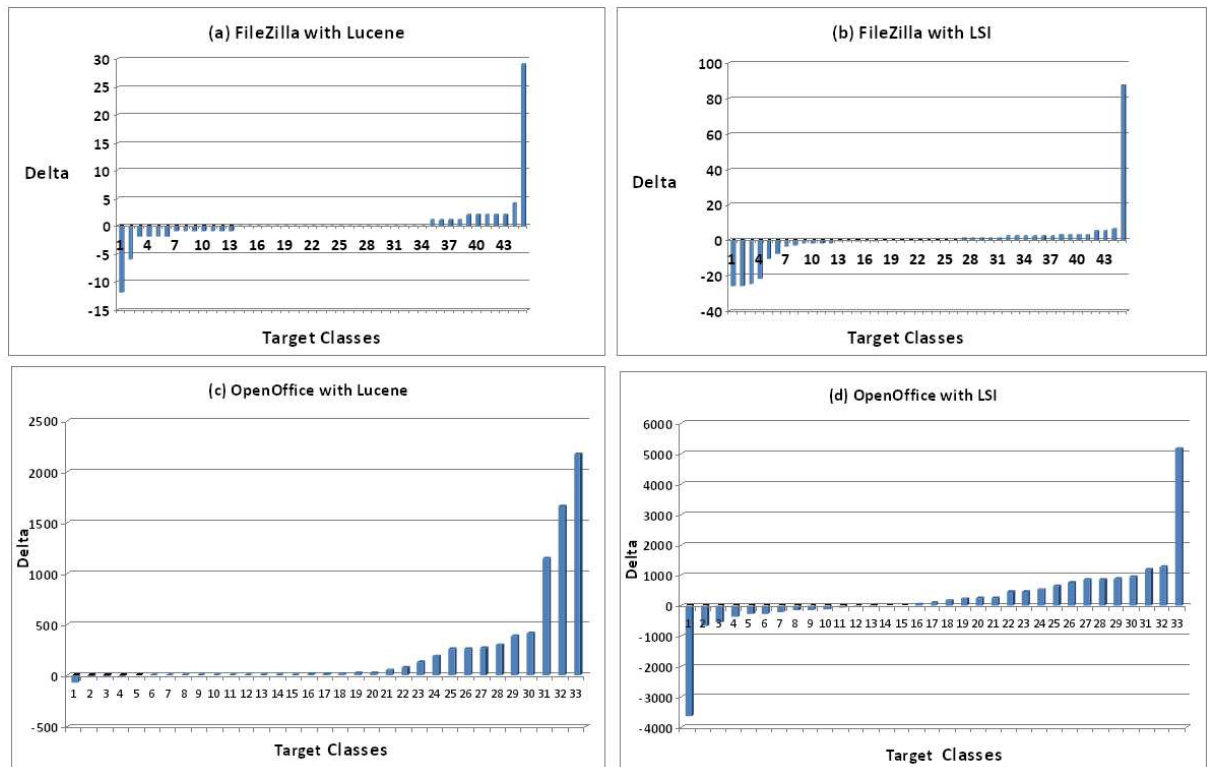 (a) FileZilla with Lucene
30
25
20
15
10
5
0
-5
-10
-15
Delta
1 4 7 10 13 16 19 22 25 28 31 34 37 40 43
Target Classes
(b) FileZilla with LSI
100
80
60
40
20
0
-20
-40
Delta
1 4 7 10 13 16 19 22 25 28 31 34 37 40 43
Target Classes
(c) OpenOffice with Lucene
2500
2000
1500
1000
500
0
-500
Delta
1 2 3 4 5 6 7 8 9 10 11 12 13 14 15 16 17 18 19 20 21 22 23 24 25 26 27 28 29 30 31 32 33
Target Classes
(d) OpenOffice with LSI
6000
5000
4000
3000
2000
1000
0
-1000
-2000
-3000
-4000
Delta
1 2 3 4 5 6 7 8 9 10 11 12 13 14 15 16 17 18 19 20 21 22 23 24 25 26 27 28 29 30 31 32 33
Target Classes